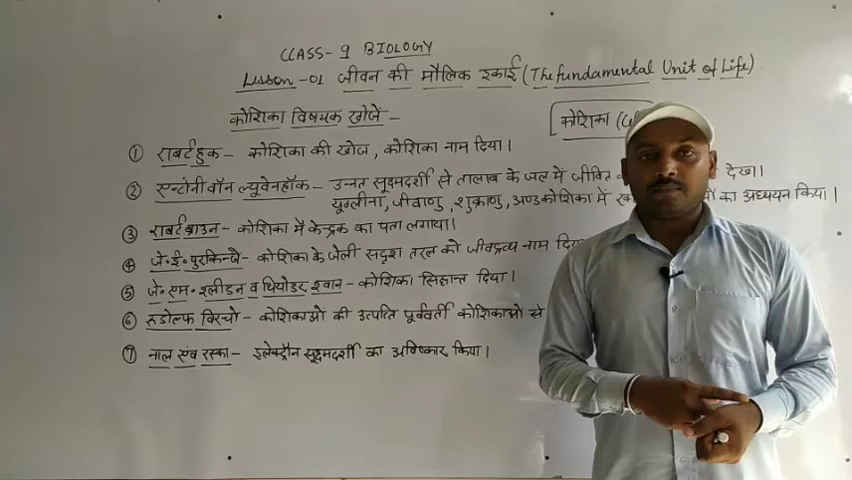 CLASS- 9 BIOLOGY
Lesson -01 जीवन की मौलिक इकाई (The fundamental Unit of Life)
कोशिका विषयक खोजें -
कोशिका
① राबर्टहुक - कोशिका की खोज, कोशिका नाम दिया।
② एन्टोनी वॉन ल्यूवेनहॉक - उन्नत सूक्ष्मदर्शी से तालाब के जल में जीवित देखा।
यूग्लीना, जीवाणु, शुक्राणु, अण्डकोशिका में का अध्ययन किया।
③ राबर्टब्राउन - कोशिका में केन्द्रक का पता लगाया।
④ जे॰ ई॰ पुरकिन्जे - कोशिका के जेली सदृश तरल को जीवद्रव्य नाम
⑤ जे॰ एम॰ श्लीडन व थियोडर श्वान - कोशिका सिद्धान्त दिया।
⑥ रुडोल्फ विरचो - कोशिकाओं की उत्पति पूर्ववर्ती कोशिकाओ से
⑦ नाल एंव रस्का - इलेक्ट्रौन सूक्ष्मदर्शी का अविष्कार किया।